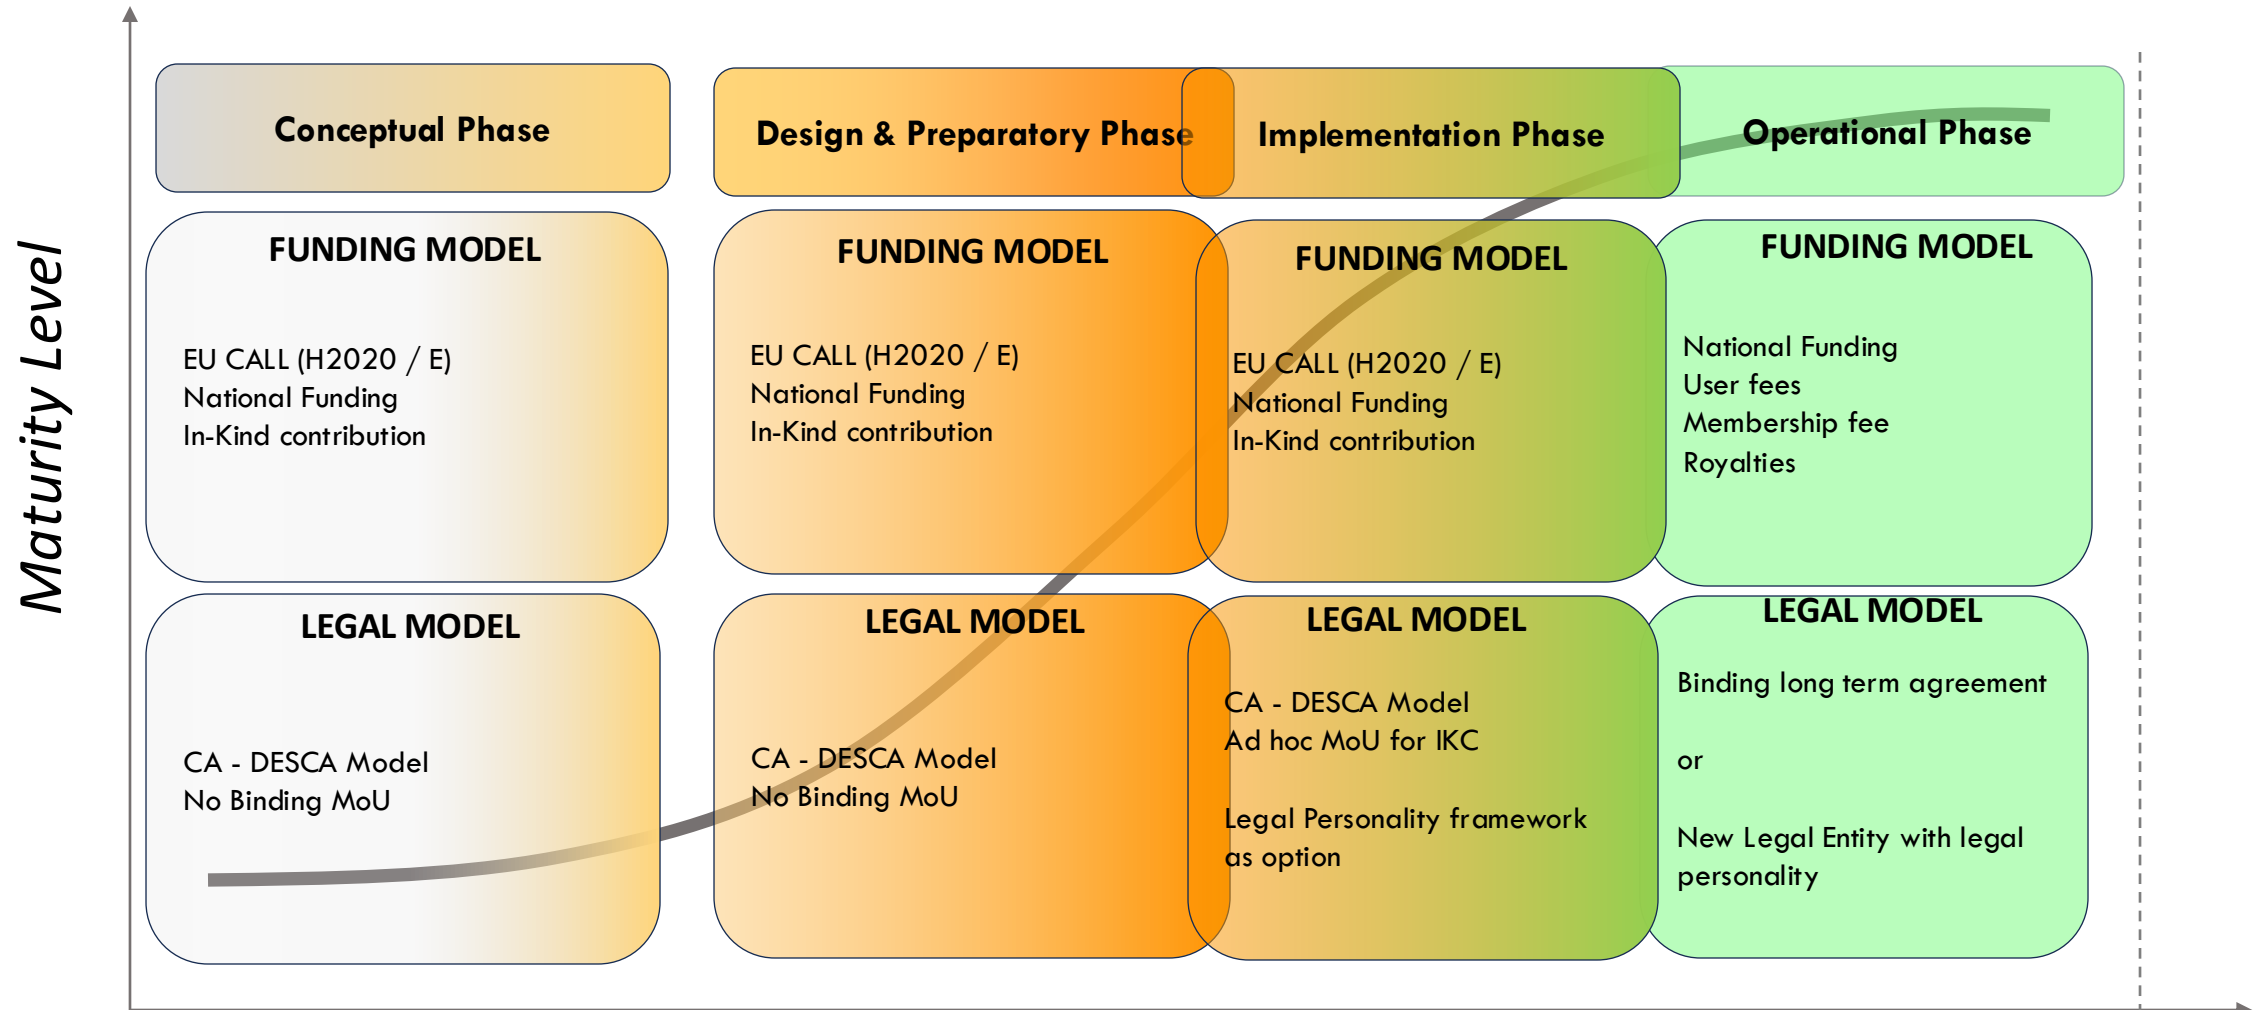 Maturity Level
Conceptual Phase
Design & Preparatory Phase
Implementation Phase
Operational Phase
FUNDING MODEL
EU CALL (H2020 / E)
National Funding
In-Kind contribution
FUNDING MODEL
EU CALL (H2020 / E)
National Funding
In-Kind contribution
FUNDING MODEL
EU CALL (H2020 / E)
National Funding
In-Kind contribution
FUNDING MODEL
National Funding
User fees
Membership fee
Royalties
LEGAL MODEL
CA - DESCA Model
No Binding MoU
LEGAL MODEL
CA - DESCA Model
No Binding MoU
LEGAL MODEL
CA - DESCA Model
Ad hoc MoU for IKC
Legal Personality framework
as option
LEGAL MODEL
Binding long term agreement
or
New Legal Entity with legal
personality